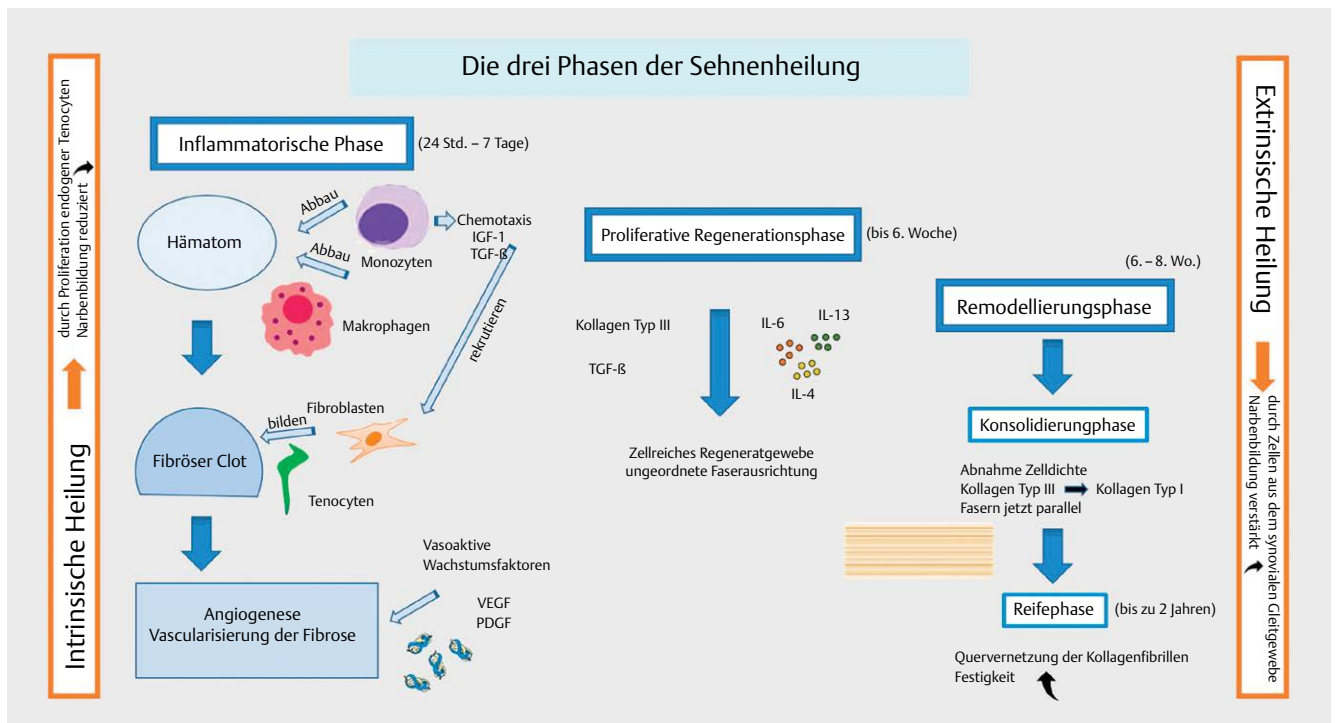 Die drei Phasen der Sehnenheilung
Intrinsische Heilung
durch Proliferation endogener Tenocyten
Narbenbildung reduziert
Inflammatorische Phase
(24 Std. – 7 Tage)
Hämatom
Abbau
Abbau
Monozyten
Makrophagen
Chemotaxis
IGF-1
TGF-ß
rekrutieren
Fibroblasten
bilden
Fibröser Clot
Tenocyten
Angiogenese
Vascularisierung der Fibrose
Vasoaktive
Wachstumsfaktoren
VEGF
PDGF
Proliferative Regenerationsphase
(bis 6. Woche)
Kollagen Typ III
TGF-ß
IL-6
IL-13
IL-4
Zellreiches Regeneratgewebe
ungeordnete Faserausrichtung
(6. – 8. Wo.)
Remodellierungsphase
Konsolidierungphase
Abnahme Zelldichte
Kollagen Typ III Kollagen Typ I
Fasern jetzt parallel
Reifephase
(bis zu 2 Jahren)
Quervernetzung der Kollagenfibrillen
Festigkeit
Extrinsische Heilung
durch Zellen aus dem synovialen Gleitgewebe
Narbenbildung verstärkt